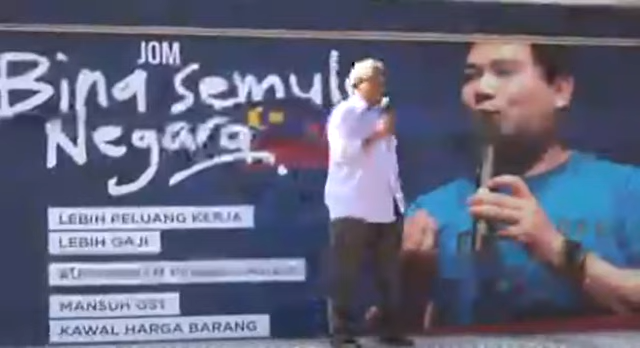 JOM
Bina semula
Negara
LEBIH PELUANG KERJA
LEBIH GAJI
MANSUH GST
KAWAL HARGA BARANG